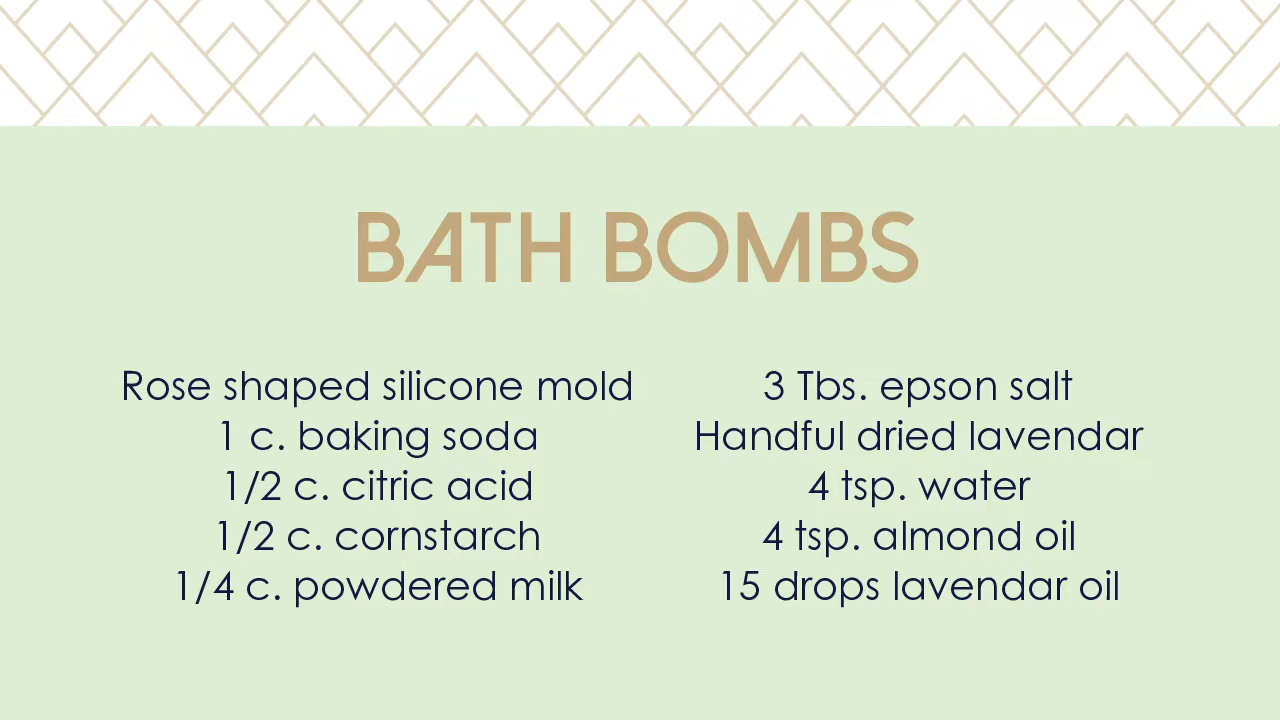 BATH BOMBS
Rose shaped silicone mold
1 c. baking soda
1/2 c. citric acid
1/2 c. cornstarch
1/4 c. powdered milk
3 Tbs. epson salt
Handful dried lavendar
4 tsp. water
4 tsp. almond oil
15 drops lavendar oil